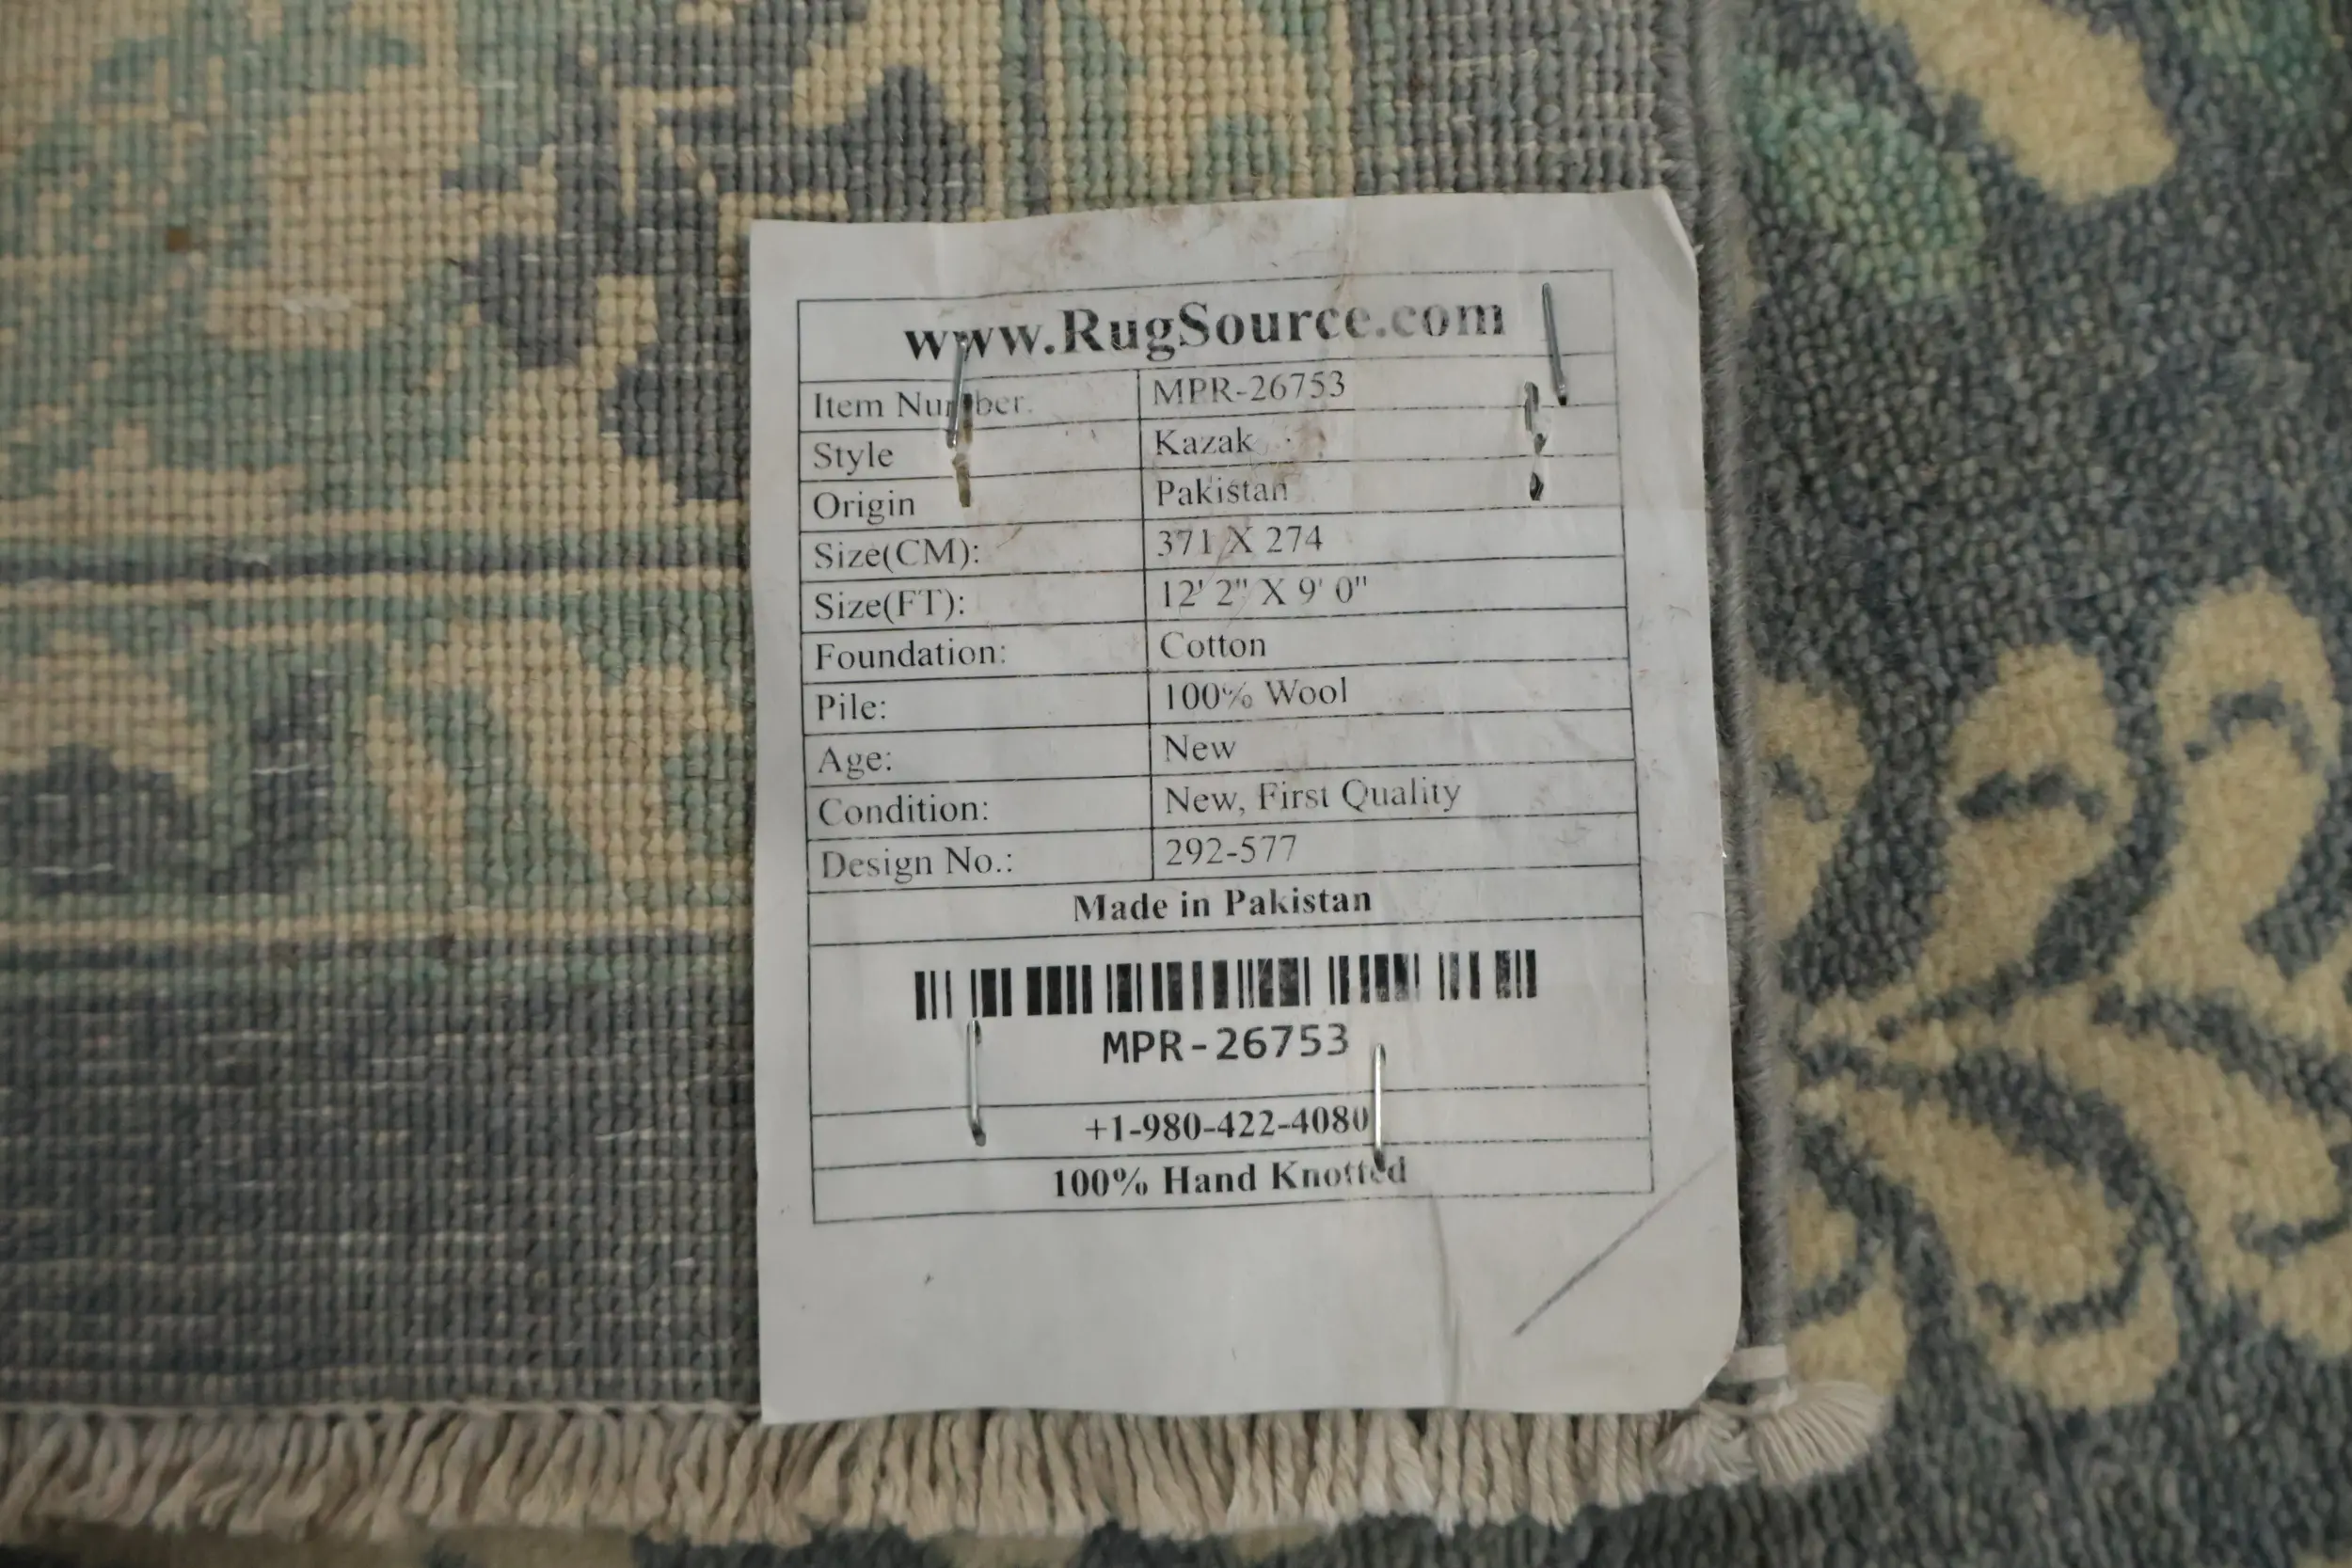 www.RugSource.com
Item Number. MPR-26753
Style Kazak
Origin Pakistan
Size(CM): 371 X 274
Size(FT): 12' 2" X 9' 0"
Foundation: Cotton
Pile: 100% Wool
Age: New
Condition: New, First Quality
Design No.: 292-577
Made in Pakistan
MPR-26753
+1-980-422-4080
100% Hand Knotted